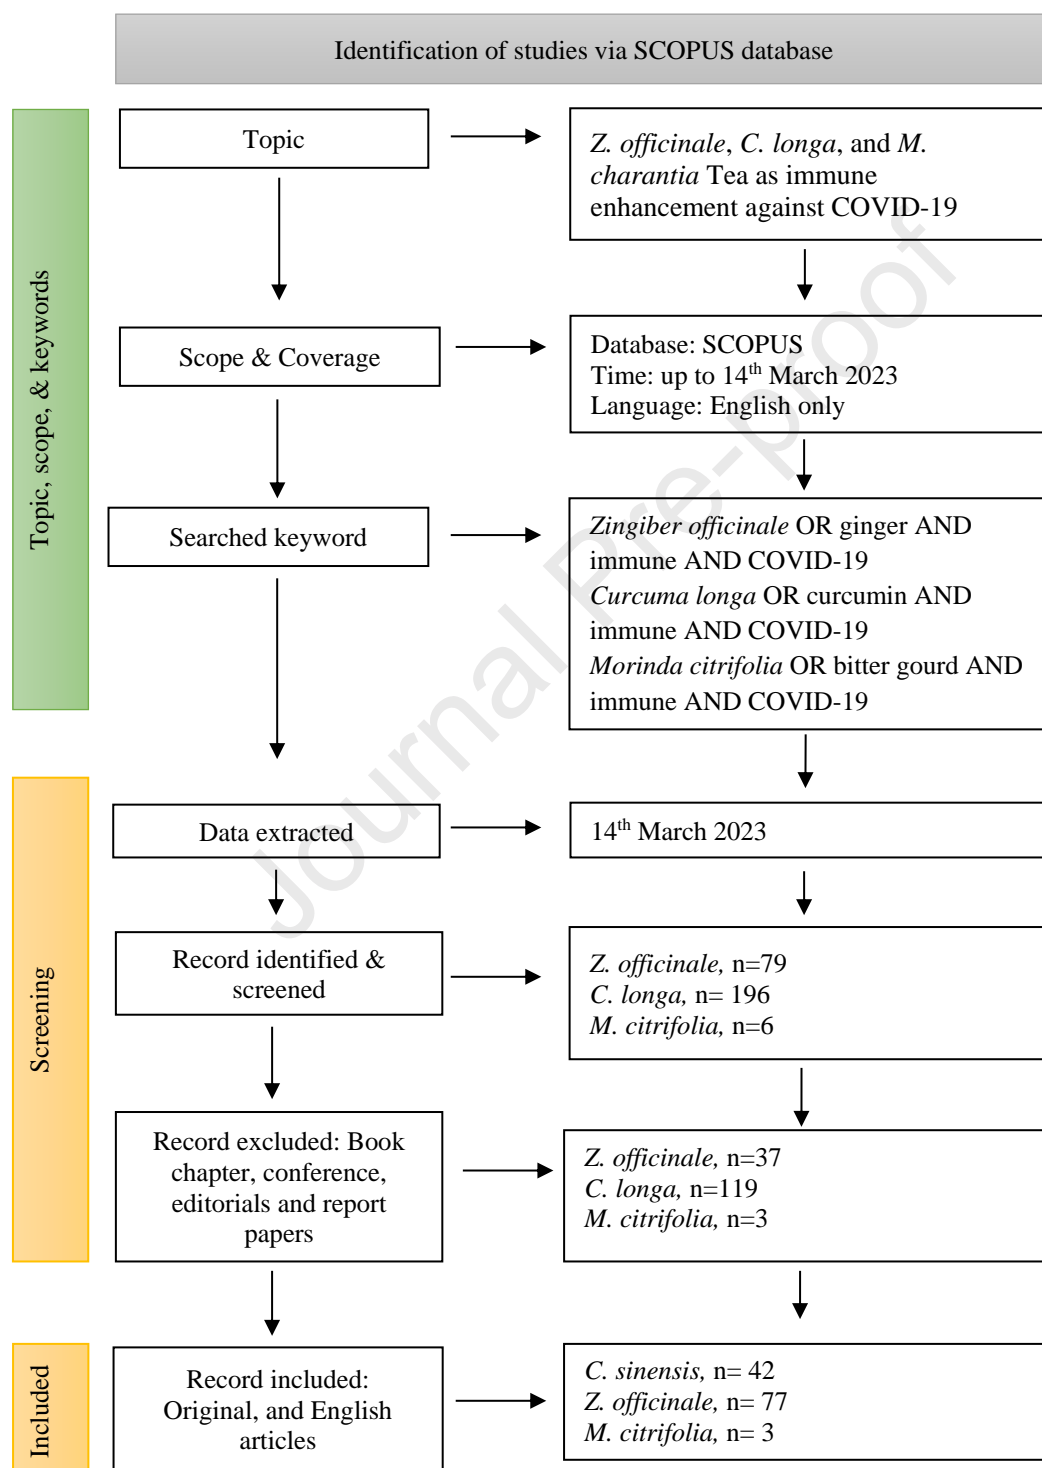 Identification of studies via SCOPUS database
Topic, scope, & keywords
Topic
Z. officinale, C. longa, and M.
charantia Tea as immune
enhancement against COVID-19
Scope & Coverage
Database: SCOPUS
Time: up to 14th March 2023
Language: English only
Searched keyword
Zingiber officinale OR ginger AND
immune AND COVID-19
Curcuma longa OR curcumin AND
immune AND COVID-19
Morinda citrifolia OR bitter gourd AND
immune AND COVID-19
Screening
Data extracted
14th March 2023
Record identified &
screened
Z. officinale, n=79
C. longa, n= 196
M. citrifolia, n=6
Record excluded: Book
chapter, conference,
editorials and report
papers
Z. officinale, n=37
C. longa, n=119
M. citrifolia, n=3
Included
Record included:
Original, and English
articles
C. sinensis, n= 42
Z. officinale, n= 77
M. citrifolia, n= 3
Journal Pre-proof